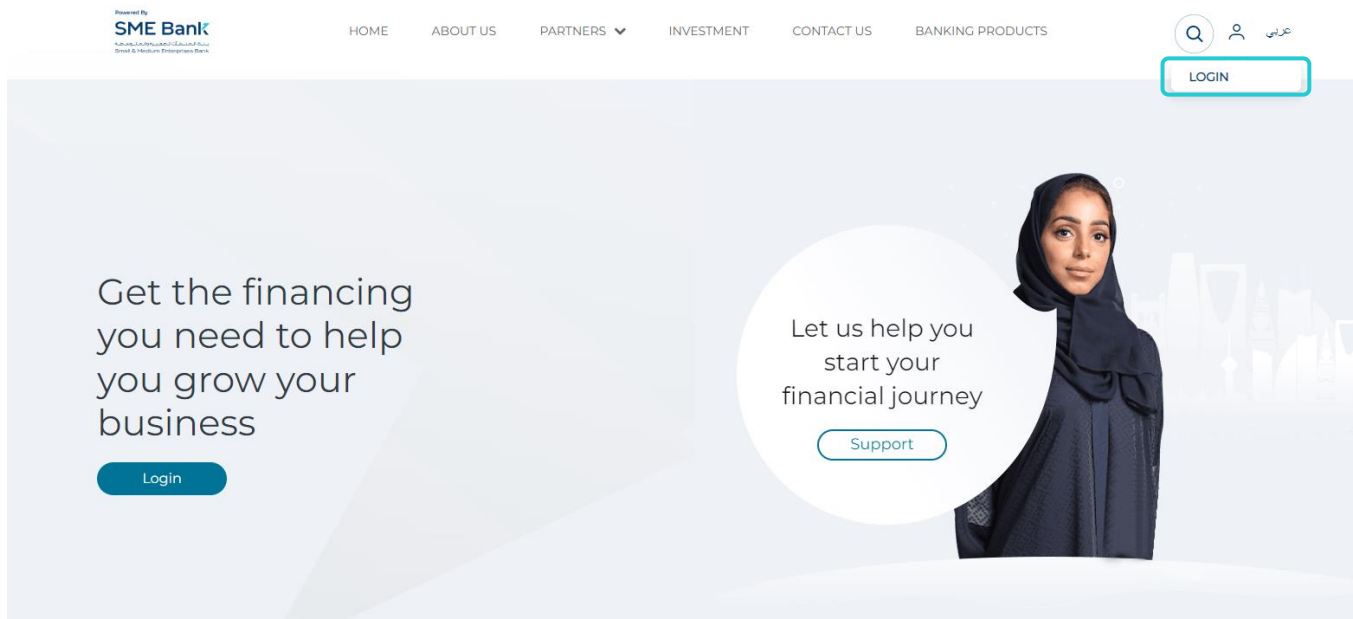 Powered By
SME Bank
Small & Medium Enterprises Bank
HOME ABOUT US PARTNERS INVESTMENT CONTACT US BANKING PRODUCTS عربي
LOGIN
Get the financing
you need to help
you grow your
business
Login
Let us help you
start your
financial journey
Support